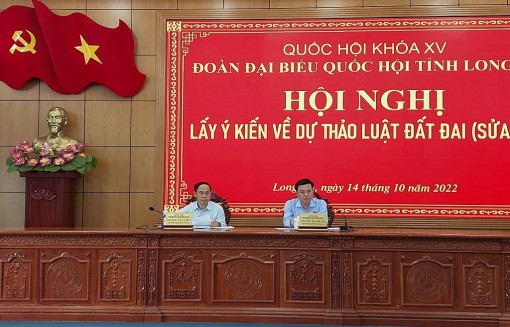 QUỐC HỘI KHÓA XV
ĐOÀN ĐẠI BIỂU QUỐC HỘI TỈNH LONG
HỘI NGHỊ
LẤY Ý KIẾN VỀ DỰ THẢO LUẬT ĐẤT ĐAI (SỬA
Long An, ngày 14 tháng 10 năm 2022